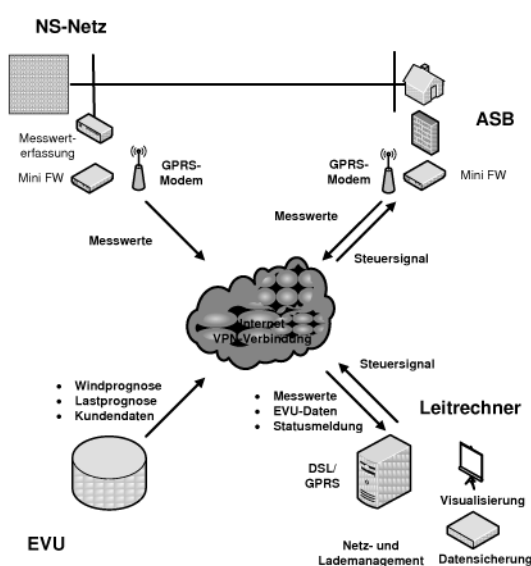 NS-Netz
ASB
Messwert-
erfassung
Mini FW
GPRS-
Modem
GPRS-
Modem
Mini FW
Messwerte
Messwerte
Steuersignal
Internet
VPN-Verbindung
• Windprognose
• Lastprognose
• Kundendaten
Steuersignal
• Messwerte
• EVU-Daten
• Statusmeldung
Leitrechner
DSL/
GPRS
Visualisierung
EVU
Netz- und
Lademanagement
Datensicherung